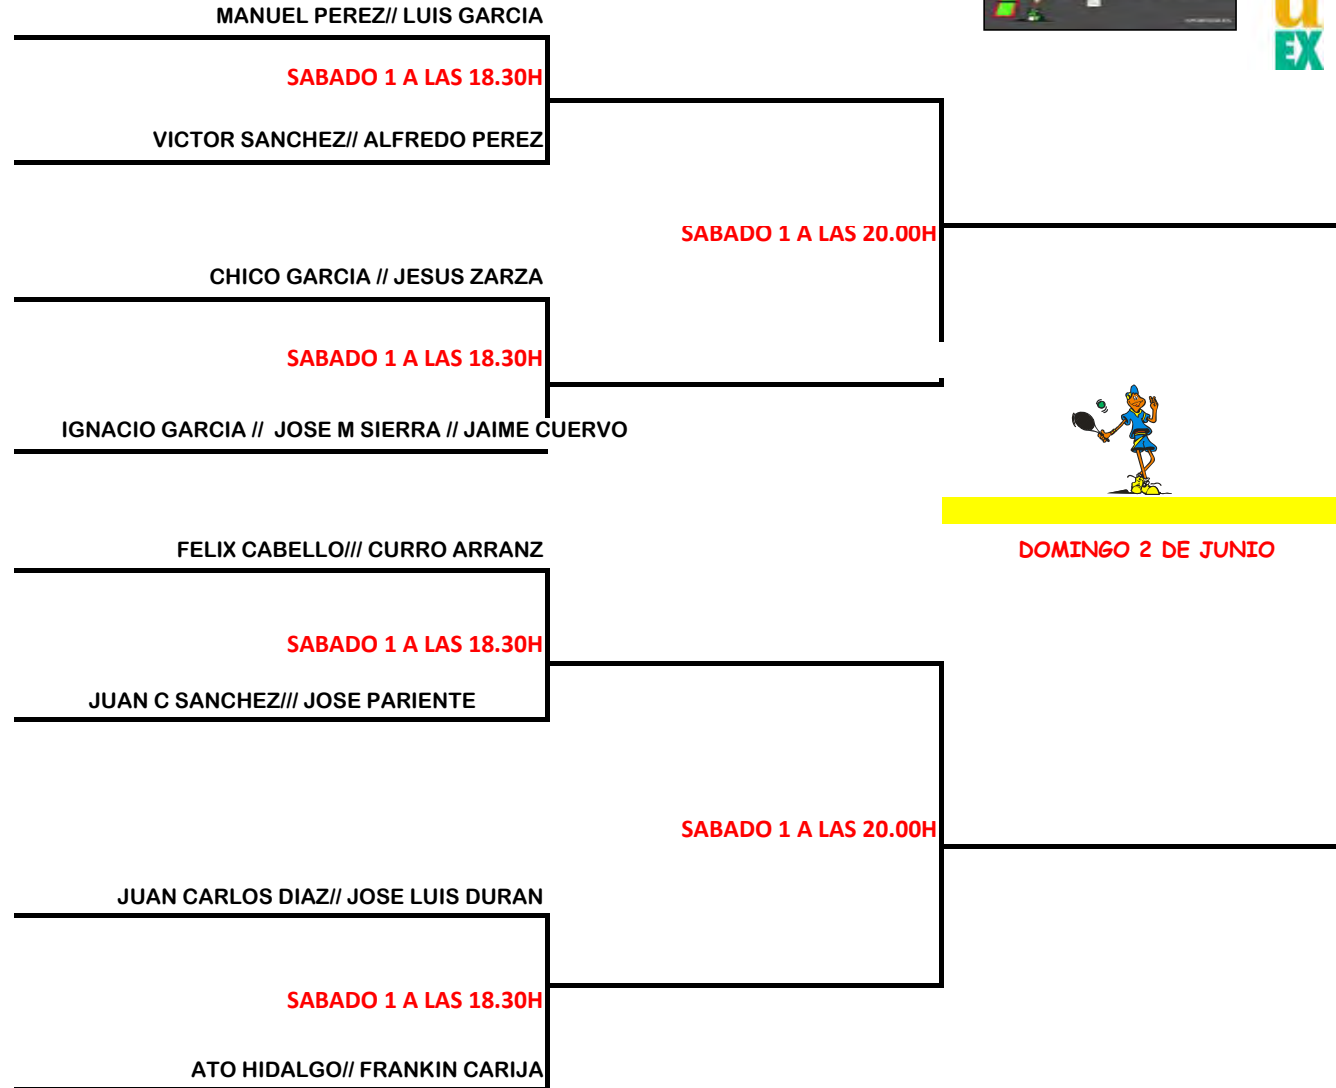 MANUEL PEREZ// LUIS GARCIA
u
EX
SABADO 1 A LAS 18.30H
VICTOR SANCHEZ// ALFREDO PEREZ
SABADO 1 A LAS 20.00H
CHICO GARCIA // JESUS ZARZA
SABADO 1 A LAS 18.30H
IGNACIO GARCIA // JOSE M SIERRA // JAIME CUERVO
FELIX CABELLO/// CURRO ARRANZ
DOMINGO 2 DE JUNIO
SABADO 1 A LAS 18.30H
JUAN C SANCHEZ/// JOSE PARIENTE
SABADO 1 A LAS 20.00H
JUAN CARLOS DIAZ// JOSE LUIS DURAN
SABADO 1 A LAS 18.30H
ATO HIDALGO// FRANKIN CARIJA